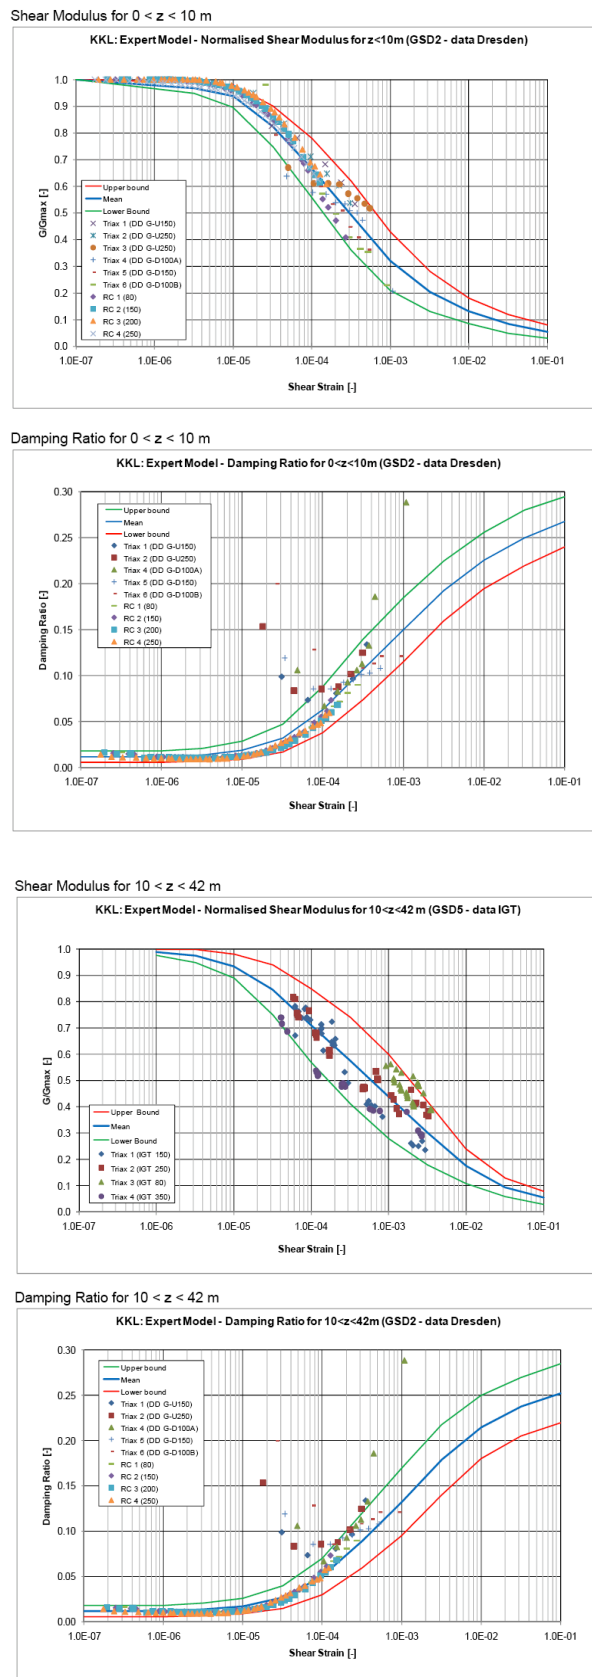 Shear Modulus for 0 < z < 10 m
KKL: Expert Model - Normalised Shear Modulus for z<10m (GSD2 - data Dresden)
1.0
0.9
0.8
0.7
0.6
0.5
0.4
0.3
0.2
0.1
0.0
G/Gmax [-]
Upper bound
Mean
Lower Bound
Triax 1 (DD G-U150)
Triax 2 (DD G-U250)
Triax 3 (DD G-U250)
Triax 4 (DD G-D100A)
Triax 5 (DD G-D150)
Triax 6 (DD G-D100B)
RC 1 (80)
RC 2 (150)
RC 3 (200)
RC 4 (250)
1.0E-07 1.0E-06 1.0E-05 1.0E-04 1.0E-03 1.0E-02 1.0E-01
Shear Strain [-]
Damping Ratio for 0 < z < 10 m
KKL: Expert Model - Damping Ratio for 0<z<10m (GSD2 - data Dresden)
0.30
0.25
0.20
0.15
0.10
0.05
0.00
Damping Ratio [-]
Upper bound
Mean
Lower bound
Triax 1 (DD G-U150)
Triax 2 (DD G-U250)
Triax 4 (DD G-D100A)
Triax 5 (DD G-D150)
Triax 6 (DD G-D100B)
RC 1 (80)
RC 2 (150)
RC 3 (200)
RC 4 (250)
1.0E-07 1.0E-06 1.0E-05 1.0E-04 1.0E-03 1.0E-02 1.0E-01
Shear Strain [-]
Shear Modulus for 10 < z < 42 m
KKL: Expert Model - Normalised Shear Modulus for 10<z<42 m (GSD5 - data IGT)
1.0
0.9
0.8
0.7
0.6
0.5
0.4
0.3
0.2
0.1
0.0
G/Gmax [-]
Upper Bound
Mean
Lower Bound
Triax 1 (IGT 150)
Triax 2 (IGT 250)
Triax 3 (IGT 80)
Triax 4 (IGT 350)
1.0E-07 1.0E-06 1.0E-05 1.0E-04 1.0E-03 1.0E-02 1.0E-01
Shear Strain [-]
Damping Ratio for 10 < z < 42 m
KKL: Expert Model - Damping Ratio for 10<z<42m (GSD2 - data Dresden)
0.30
0.25
0.20
0.15
0.10
0.05
0.00
Damping Ratio [-]
Upper bound
Mean
Lower bound
Triax 1 (DD G-U150)
Triax 2 (DD G-U250)
Triax 4 (DD G-D100A)
Triax 5 (DD G-D150)
Triax 6 (DD G-D100B)
RC 1 (80)
RC 2 (150)
RC 3 (200)
RC 4 (250)
1.0E-07 1.0E-06 1.0E-05 1.0E-04 1.0E-03 1.0E-02 1.0E-01
Shear Strain [-]